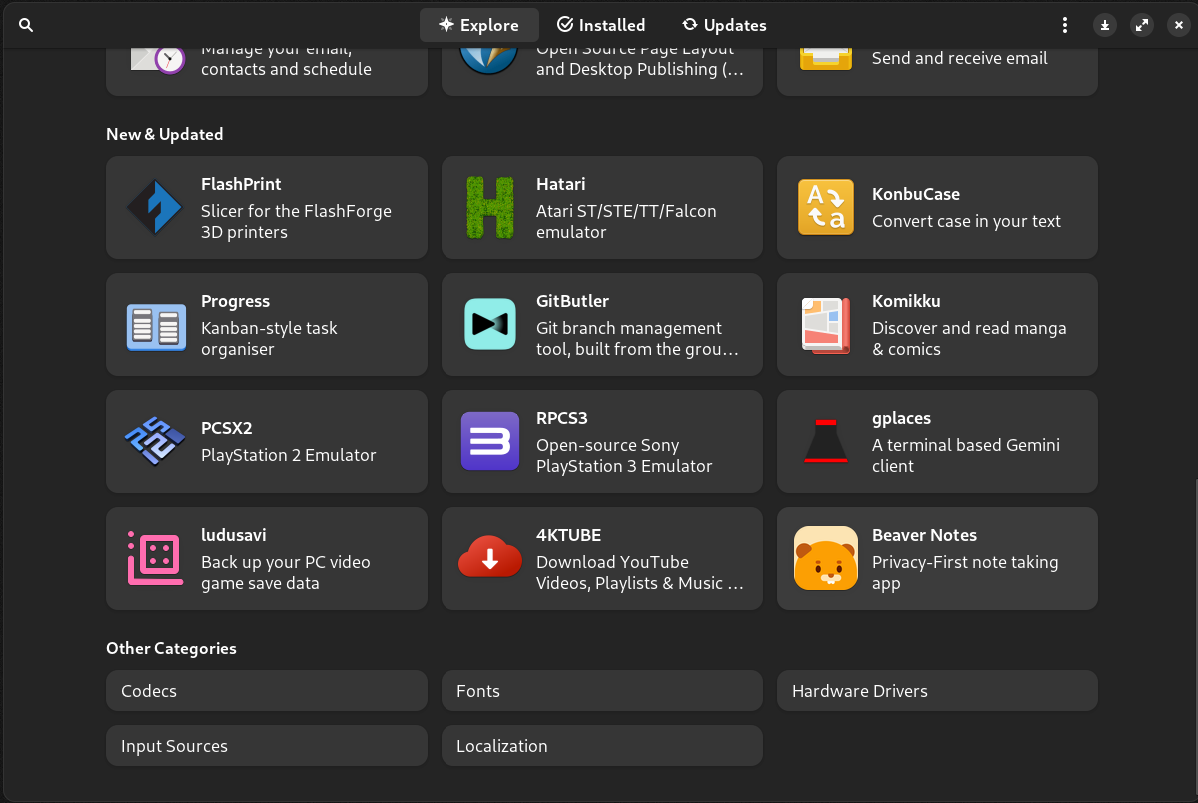 Explore
Installed
Updates
Manage your email,
contacts and schedule
Open Source Page Layout
and Desktop Publishing (…
Send and receive email
New & Updated
FlashPrint
Slicer for the FlashForge
3D printers
Hatari
Atari ST/STE/TT/Falcon
emulator
KonbuCase
Convert case in your text
Progress
Kanban-style task
organiser
GitButler
Git branch management
tool, built from the grou…
Komikku
Discover and read manga
& comics
PCSX2
PlayStation 2 Emulator
RPCS3
Open-source Sony
PlayStation 3 Emulator
gplaces
A terminal based Gemini
client
ludusavi
Back up your PC video
game save data
4KTUBE
Download YouTube
Videos, Playlists & Music …
Beaver Notes
Privacy-First note taking
app
Other Categories
Codecs
Fonts
Hardware Drivers
Input Sources
Localization